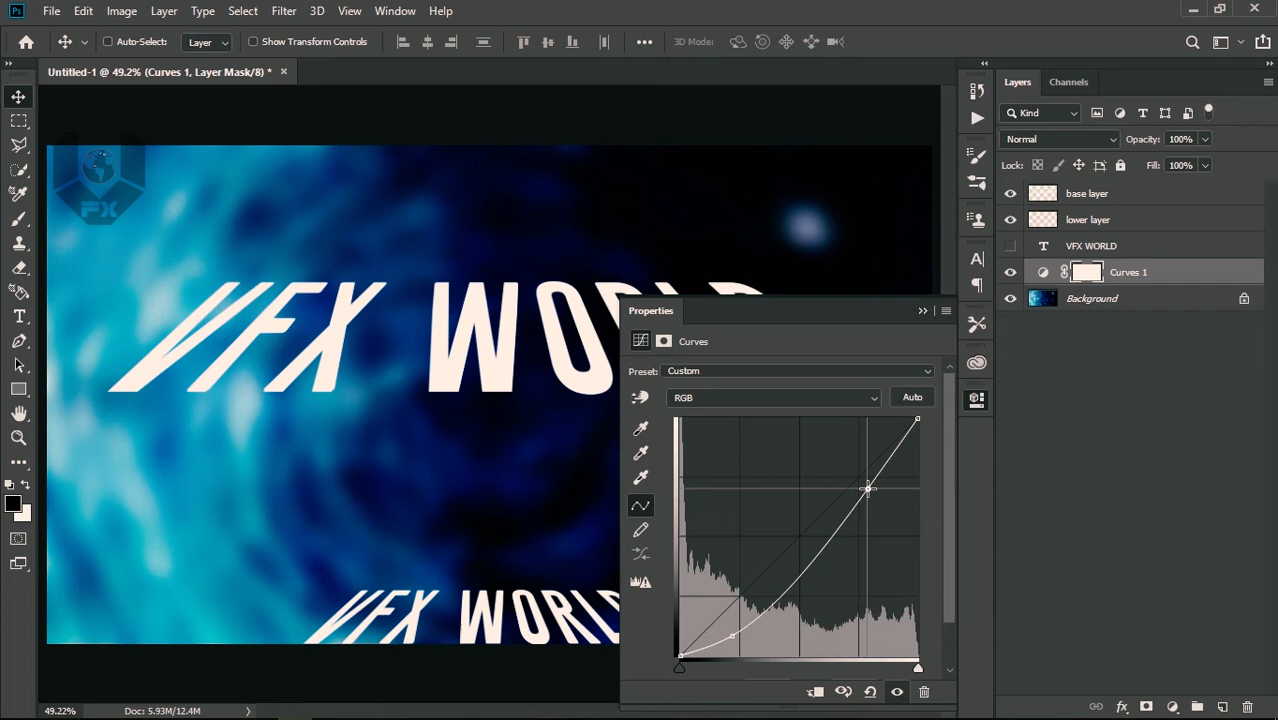 Ps File Edit Image Layer Type Select Filter 3D View Window Help
Auto-Select: Layer Show Transform Controls 3D Mode:
Untitled-1 @ 49.2% (Curves 1, Layer Mask/8) *
FX
VFX WORLD
VFX WORLD
49.22% Doc: 5.93M/12.4M
Properties
Curves
Preset: Custom
RGB Auto
Layers Channels
Kind
Normal Opacity: 100%
Lock: Fill: 100%
base layer
lower layer
T VFX WORLD
Curves 1
Background